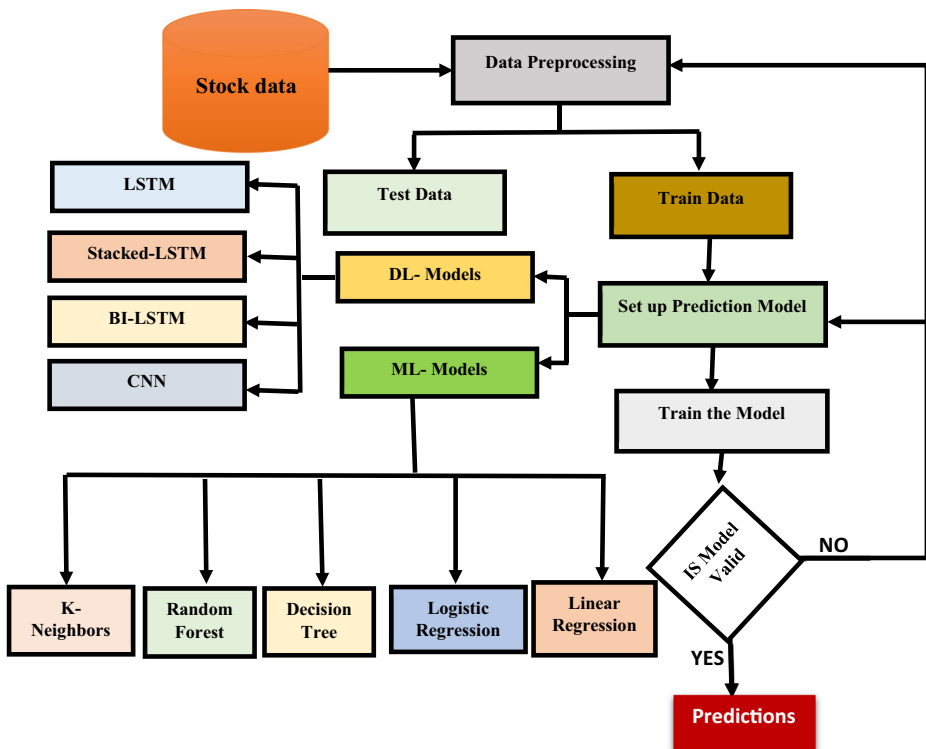 Stock data
Data Preprocessing
LSTM
Test Data
Train Data
Stacked-LSTM
DL- Models
Set up Prediction Model
BI-LSTM
ML- Models
CNN
Train the Model
IS Model
Valid
NO
K-
Neighbors
Random
Forest
Decision
Tree
Logistic
Regression
Linear
Regression
YES
Predictions